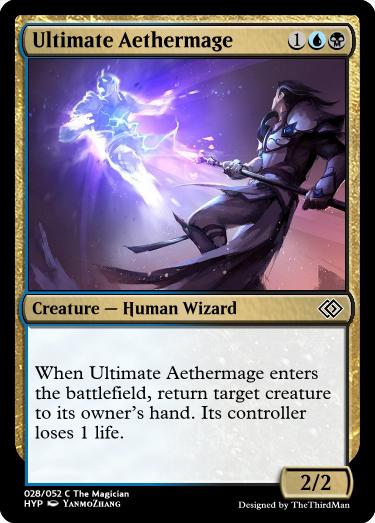 Ultimate Aethermage 1
Creature — Human Wizard
When Ultimate Aethermage enters
the battlefield, return target creature
to its owner's hand. Its controller
loses 1 life.
2/2
028/052 C The Magician
HYP YanmoZhang
Designed by TheThirdMan